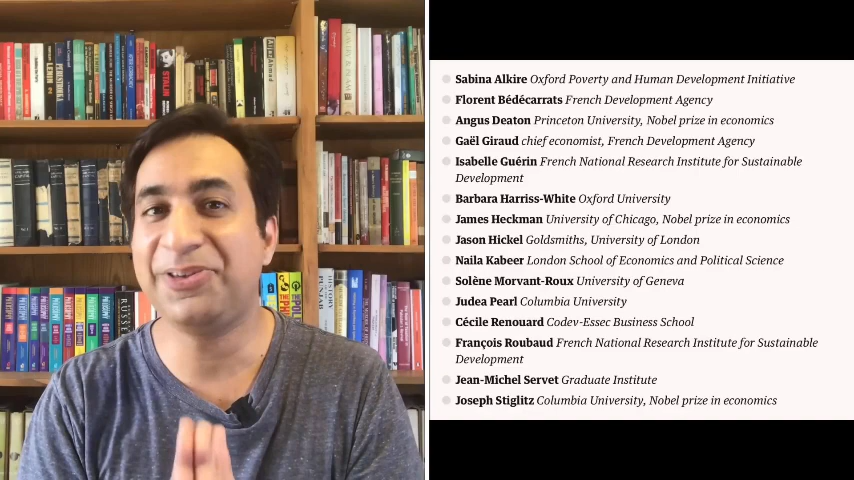 Sabina Alkire Oxford Poverty and Human Development Initiative
Florent Bédécarrats French Development Agency
Angus Deaton Princeton University, Nobel prize in economics
Gaël Giraud chief economist, French Development Agency
Isabelle Guérin French National Research Institute for Sustainable
Development
Barbara Harriss-White Oxford University
James Heckman University of Chicago, Nobel prize in economics
Jason Hickel Goldsmiths, University of London
Naila Kabeer London School of Economics and Political Science
Solène Morvant-Roux University of Geneva
Judea Pearl Columbia University
Cécile Renouard Codev-Essec Business School
François Roubaud French National Research Institute for Sustainable
Development
Jean-Michel Servet Graduate Institute
Joseph Stiglitz Columbia University, Nobel prize in economics
LENIN
STALIN
HISTORY
PUNJAB